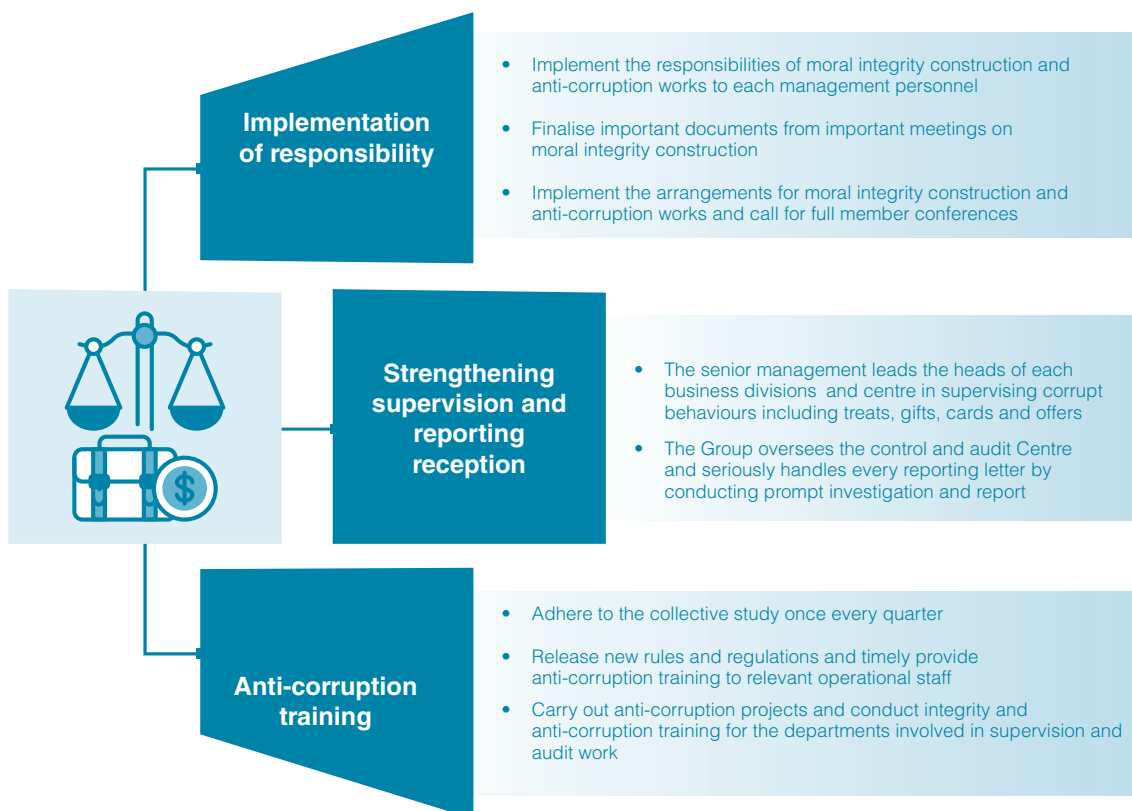 Implementation
of responsibility
• Implement the responsibilities of moral integrity construction and
anti-corruption works to each management personnel
• Finalise important documents from important meetings on
moral integrity construction
• Implement the arrangements for moral integrity construction and
anti-corruption works and call for full member conferences
Strengthening
supervision and
reporting
reception
• The senior management leads the heads of each
business divisions and centre in supervising corrupt
behaviours including treats, gifts, cards and offers
• The Group oversees the control and audit Centre
and seriously handles every reporting letter by
conducting prompt investigation and report
$
Anti-corruption
training
• Adhere to the collective study once every quarter
• Release new rules and regulations and timely provide
anti-corruption training to relevant operational staff
• Carry out anti-corruption projects and conduct integrity and
anti-corruption training for the departments involved in supervision and
audit work